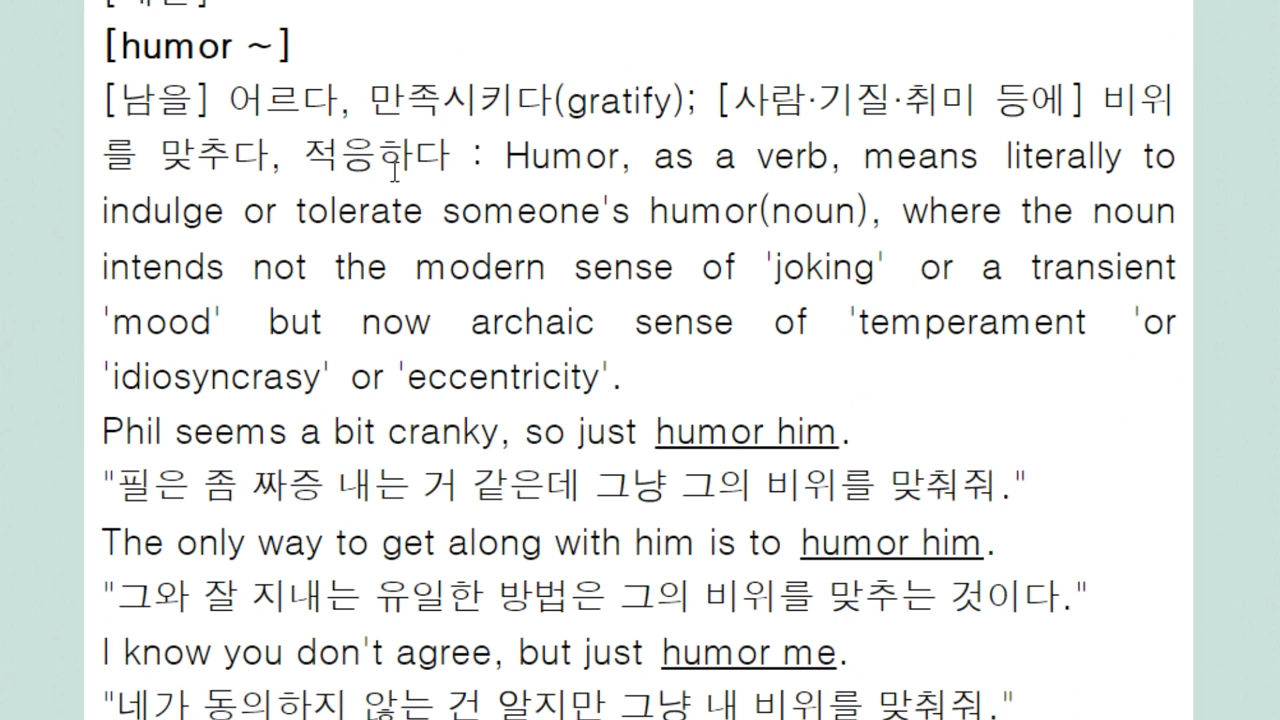 [humor ~]
[남을] 어르다, 만족시키다(gratify); [사람·기질·취미 등에] 비위
를 맞추다, 적응하다 : Humor, as a verb, means literally to
indulge or tolerate someone's humor(noun), where the noun
intends not the modern sense of 'joking' or a transient
'mood' but now archaic sense of 'temperament 'or
'idiosyncrasy' or 'eccentricity'.
Phil seems a bit cranky, so just humor him.
"필은 좀 짜증 내는 거 같은데 그냥 그의 비위를 맞춰줘."
The only way to get along with him is to humor him.
"그와 잘 지내는 유일한 방법은 그의 비위를 맞추는 것이다."
I know you don't agree, but just humor me.
"네가 동의하지 않는 건 알지만 그냥 내 비위를 맞춰줘."